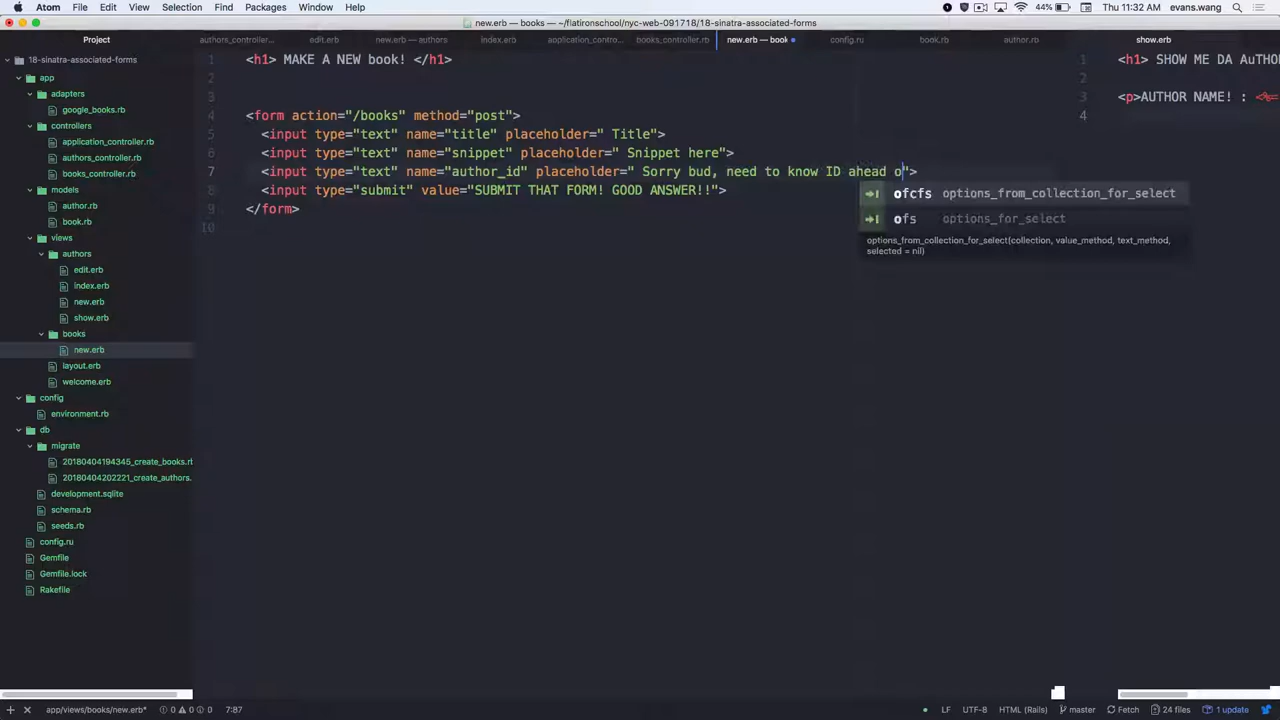 Atom File Edit View Selection Find Packages Window Help 44% Thu 11:32 AM evans.wang
new.erb — books — ~/flatironschool/nyc-web-091718/18-sinatra-associated-forms
Project authors_controller... edit.erb new.erb — authors index.erb application_contro... books_controller.rb new.erb — book config.ru book.rb author.rb show.erb
18-sinatra-associated-forms
app
adapters
google_books.rb
controllers
application_controller.rb
authors_controller.rb
books_controller.rb
models
author.rb
book.rb
views
authors
edit.erb
index.erb
new.erb
show.erb
books
new.erb
layout.erb
welcome.erb
config
environment.rb
db
migrate
20180404194345_create_books.rb
20180404202221_create_authors.
development.sqlite
schema.rb
seeds.rb
config.ru
Gemfile
Gemfile.lock
Rakefile
1 <h1> MAKE A NEW book! </h1>
2
3
4 <form action="/books" method="post">
5 <input type="text" name="title" placeholder=" Title">
6 <input type="text" name="snippet" placeholder=" Snippet here">
7 <input type="text" name="author_id" placeholder=" Sorry bud, need to know ID ahead o">
8 <input type="submit" value="SUBMIT THAT FORM! GOOD ANSWER!!">
9 </form>
10
ofcfs options_from_collection_for_select
ofs options_for_select
options_from_collection_for_select(collection, value_method, text_method,
selected = nil)
1 <h1> SHOW ME DA AuTHOR
2
3 <p>AUTHOR NAME! : <%=
4
app/views/books/new.erb* 0 0 0 7:87 LF UTF-8 HTML (Rails) master Fetch 24 files 1 update